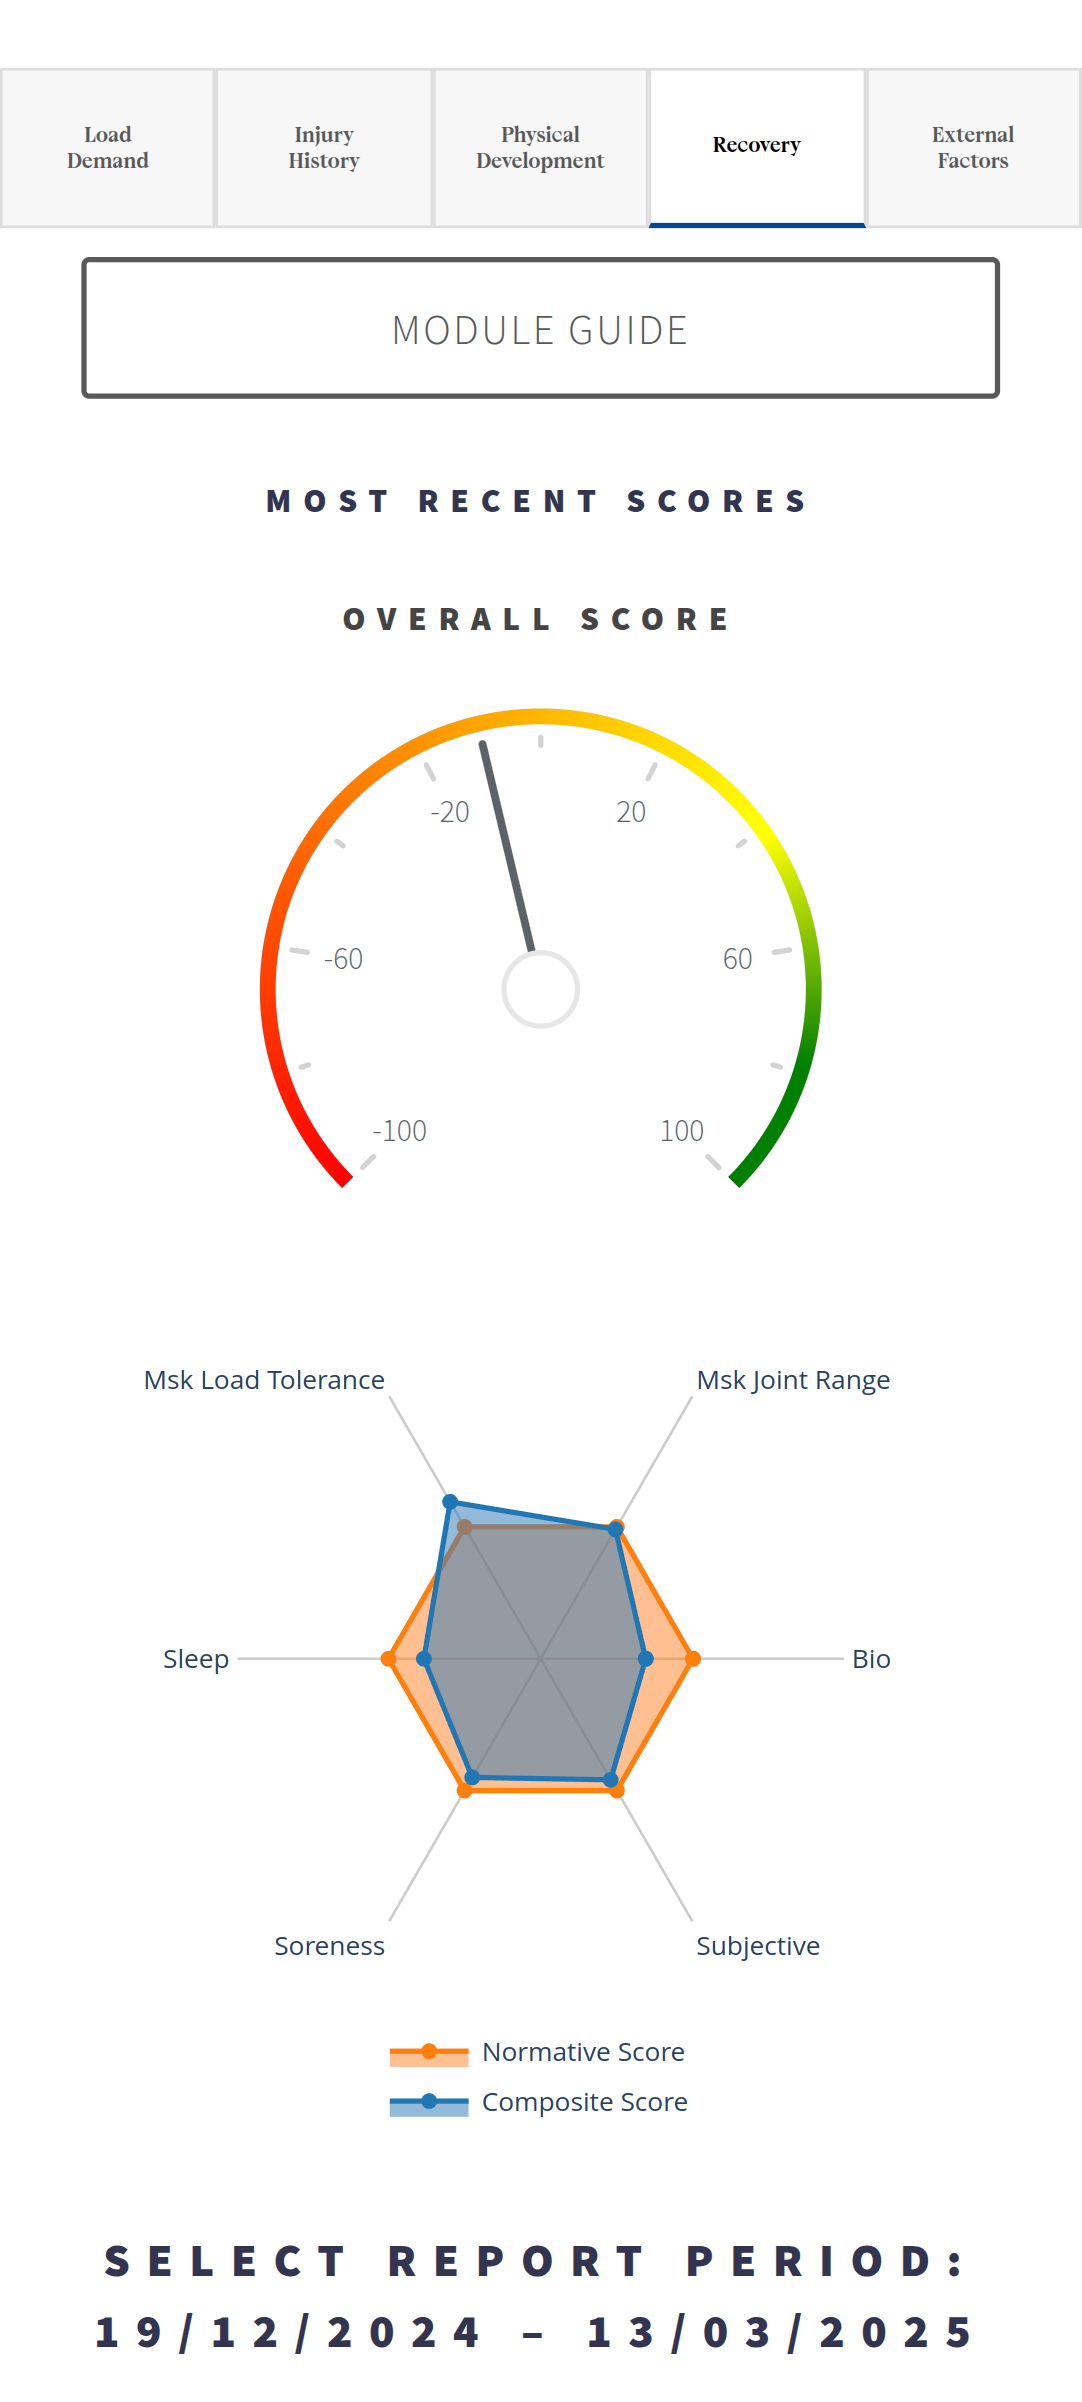 Load
Demand
Injury
History
Physical
Development
Recovery
External
Factors
MODULE GUIDE
MOST RECENT SCORES
OVERALL SCORE
-20
20
-60
60
-100
100
Msk Load Tolerance
Msk Joint Range
Sleep
Bio
Soreness
Subjective
Normative Score
Composite Score
SELECT REPORT PERIOD:
19/12/2024 – 13/03/2025